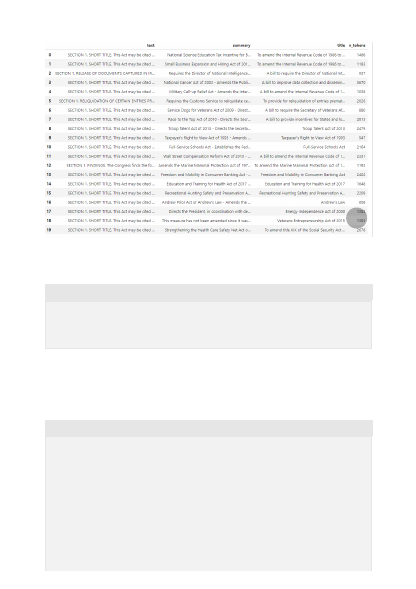 text summary title n_tokens
0 SECTION 1. SHORT TITLE. This Act may be cited ... National Science Education Tax Incentive for B... To amend the Internal Revenue Code of 1986 to ... 1466
1 SECTION 1. SHORT TITLE. This Act may be cited ... Small Business Expansion and Hiring Act of 201... To amend the Internal Revenue Code of 1986 to ... 1183
2 SECTION 1. RELEASE OF DOCUMENTS CAPTURED IN IR... Requires the Director of National Intelligence... A bill to require the Director of National Int... 937
3 SECTION 1. SHORT TITLE. This Act may be cited ... National Cancer Act of 2003 - Amends the Publi... A bill to improve data collection and dissemin... 3670
4 SECTION 1. SHORT TITLE. This Act may be cited ... Military Call-up Relief Act - Amends the Inter... A bill to amend the Internal Revenue Code of 1... 1038
5 SECTION 1. RELIQUIDATION OF CERTAIN ENTRIES PR... Requires the Customs Service to reliquidate ce... To provide for reliquidation of entries premat... 2026
6 SECTION 1. SHORT TITLE. This Act may be cited ... Service Dogs for Veterans Act of 2009 - Direct... A bill to require the Secretary of Veterans Af... 880
7 SECTION 1. SHORT TITLE. This Act may be cited ... Race to the Top Act of 2010 - Directs the Secr... A bill to provide incentives for States and lo... 2815
8 SECTION 1. SHORT TITLE. This Act may be cited ... Troop Talent Act of 2013 - Directs the Secreta... Troop Talent Act of 2013 2479
9 SECTION 1. SHORT TITLE. This Act may be cited ... Taxpayer's Right to View Act of 1993 - Amends ... Taxpayer's Right to View Act of 1993 947
10 SECTION 1. SHORT TITLE. This Act may be cited ... Full-Service Schools Act - Establishes the Fed... Full-Service Schools Act 2164
11 SECTION 1. SHORT TITLE. This Act may be cited ... Wall Street Compensation Reform Act of 2010 - ... A bill to amend the Internal Revenue Code of 1... 2331
12 SECTION 1. FINDINGS. The Congress finds the fo... Amends the Marine Mammal Protection Act of 197... To amend the Marine Mammal Protection Act of 1... 1192
13 SECTION 1. SHORT TITLE. This Act may be cited ... Freedom and Mobility in Consumer Banking Act -... Freedom and Mobility in Consumer Banking Act 2402
14 SECTION 1. SHORT TITLE. This Act may be cited ... Education and Training for Health Act of 2017 ... Education and Training for Health Act of 2017 1648
15 SECTION 1. SHORT TITLE. This Act may be cited ... Recreational Hunting Safety and Preservation A... Recreational Hunting Safety and Preservation A...
16 SECTION 1. SHORT TITLE. This Act may be cited ... Andrew Prior Act or Andrew's Law - Amends the ... Andrew's Law
17 SECTION 1. SHORT TITLE. This Act may be cited ... Directs the President, in coordination with de... Energy Independence Act of 2000
18 SECTION 1. SHORT TITLE. This Act may be cited ... (This measure has not been amended since it wa... Veterans Entrepreneurship Act of 2015
19 SECTION 1. SHORT TITLE. This Act may be cited ... Strengthening the Health Care Safety Net Act o... To amend title XIX of the Social Security Act ...